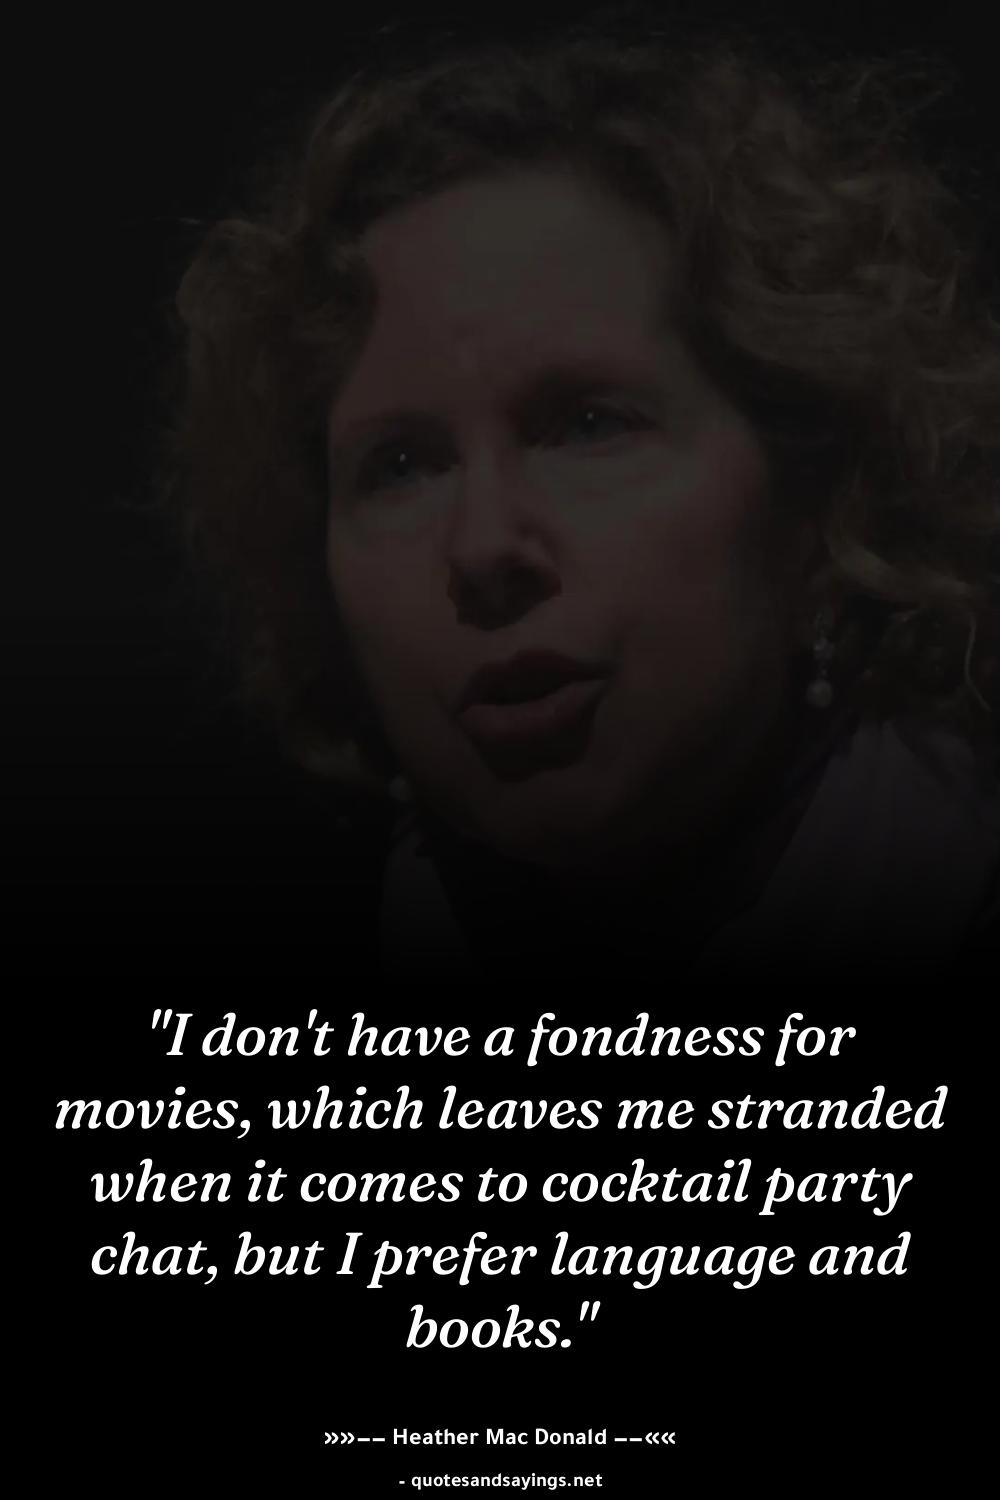 "I don't have a fondness for
movies, which leaves me stranded
when it comes to cocktail party
chat, but I prefer language and
books."
»»−− Heather Mac Donald −−««
- quotesandsayings.net